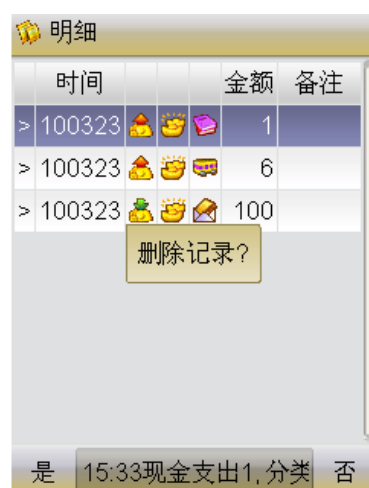 明细
时间 金额 备注
> 100323 1
> 100323 6
> 100323 100
删除记录?
是 15:33现金支出1,分类 否